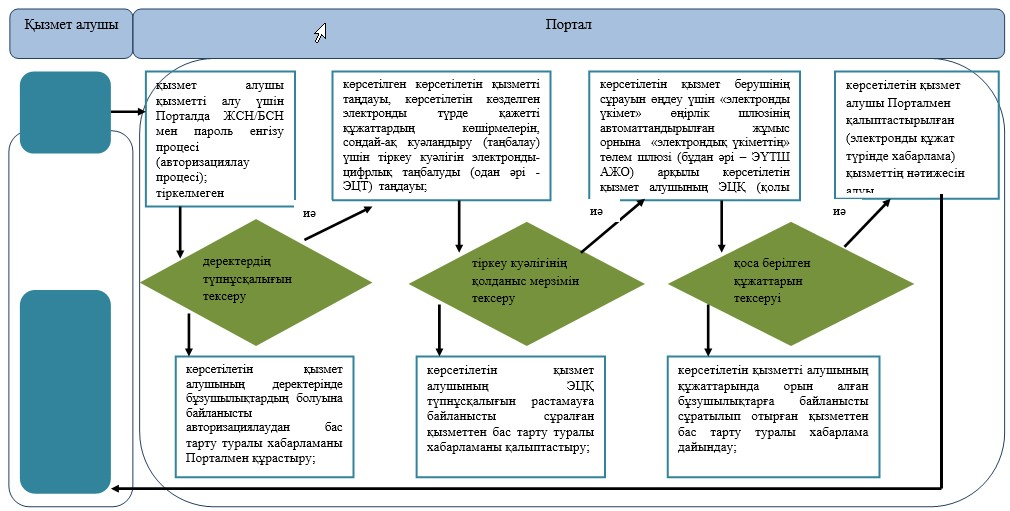 Қызмет алушы
Портал
қызмет алушы
қызметті алу үшін
Порталда ЖСН/БСН
мен пароль енгізу
процесі
(авторизациялау
процесі);
тіркелмеген
көрсетілген көрсетілетін қызметті
таңдауы, көрсетілетін көзделген
электронды түрде қажетті
құжаттардың көшірмелерін,
сондай-ақ куәландыру (таңбалау)
үшін тіркеу куәлігін электронды-
цифрлық таңбалуды (одан әрі -
ЭЦТ) таңдауы;
көрсетілетін қызмет берушінің
сұрауын өңдеу үшін «электронды
үкімет» өңірлік шлюзінің
автоматтандырылған жұмыс
орнына «электрондық үкіметтің»
төлем шлюзі (бұдан әрі – ЭҮТШ
АЖО) арқылы көрсетілетін
қызмет алушының ЭЦҚ (қолы
көрсетілетін қызмет
алушы Порталмен
қалыптастырылған
(электронды құжат
түрінде хабарлама)
қызметтің нәтижесін
алуы
иә
иә
иә
деректердің
түпнұсқалығын
тексеру
тіркеу куәлігінің
қолданыс мерзімін
тексеру
қоса берілген
құжаттарын
тексеруі
көрсетілетін қызмет
алушының деректерінде
бұзушылықтардың болуына
байланысты
авторизациялаудан бас
тарту туралы хабарламаны
Порталмен құрастыру;
көрсетілетін қызмет
алушының ЭЦҚ
түпнұсқалығын растамауға
байланысты сұралған
қызметтен бас тарту туралы
хабарламаны қалыптастыру;
көрсетілетін қызметті алушының
құжаттарында орын алған
бұзушылықтарға байланысты
сұратылып отырған қызметтен
бас тарту туралы хабарлама
дайындау;